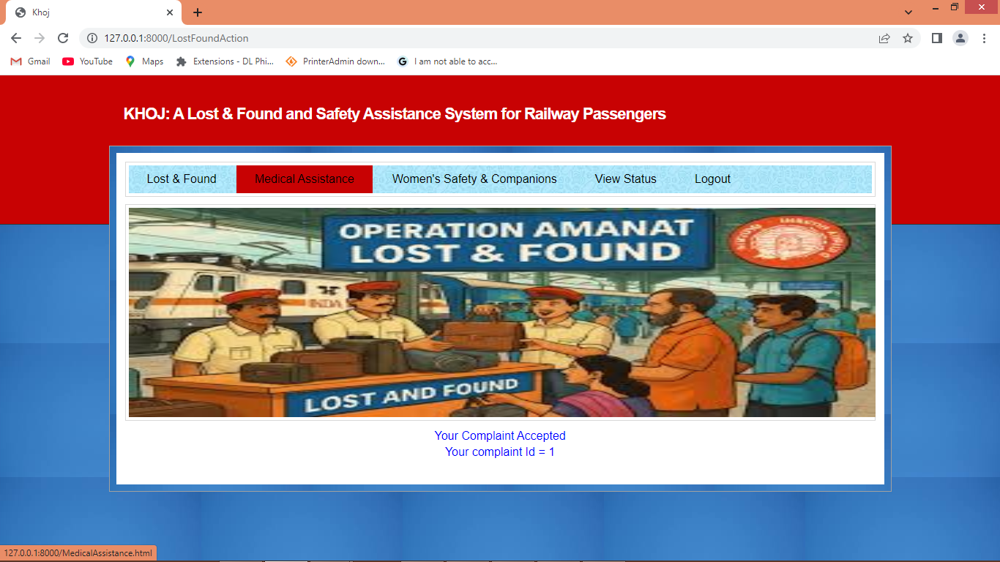 Khoj
127.0.0.1:8000/LostFoundAction
Gmail YouTube Maps Extensions - DL Phi... PrinterAdmin down... I am not able to acc...
KHOJ: A Lost & Found and Safety Assistance System for Railway Passengers
Lost & Found Medical Assistance Women's Safety & Companions View Status Logout
OPERATION AMANAT
LOST & FOUND
LOST AND FOUND
Your Complaint Accepted
Your complaint Id = 1
127.0.0.1:8000/MedicalAssistance.html